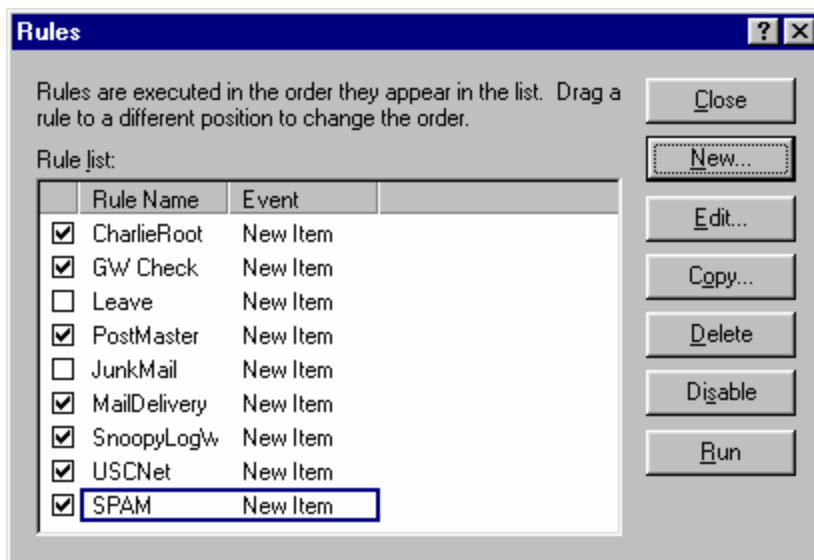 Rules
Rules are executed in the order they appear in the list. Drag a
rule to a different position to change the order.
Rule list:
Rule Name Event
CharlieRoot New Item
GW Check New Item
Leave New Item
PostMaster New Item
JunkMail New Item
MailDelivery New Item
SnoopyLogW New Item
USCNet New Item
SPAM New Item
Close
New...
Edit...
Copy...
Delete
Disable
Run